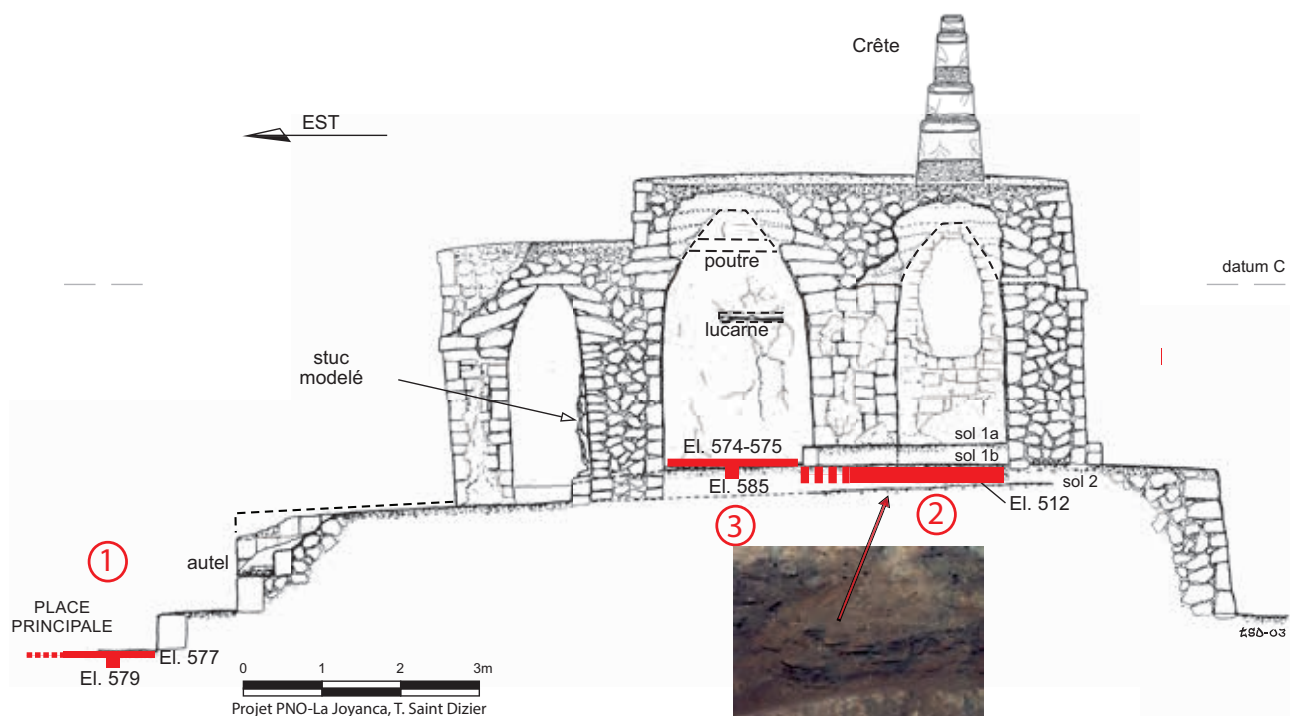 Crête
EST
datum C
poutre
lucarne
stuc
modelé
El. 574-575
sol 1a
sol 1b
El. 585
sol 2
El. 512
3
2
1
autel
PLACE
PRINCIPALE
El. 577
El. 579
0 1 2 3m
Projet PNO-La Joyanca, T. Saint Dizier